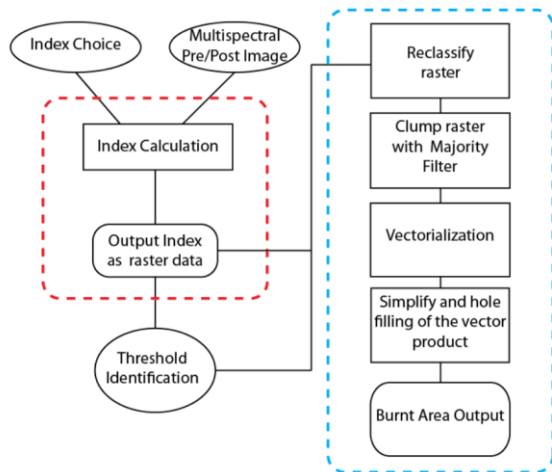 Index Choice
Multispectral
Pre/Post Image
Index Calculation
Output Index
as raster data
Threshold
Identification
Reclassify
raster
Clump raster
with Majority
Filter
Vectorialization
Simplify and hole
filling of the vector
product
Burnt Area Output